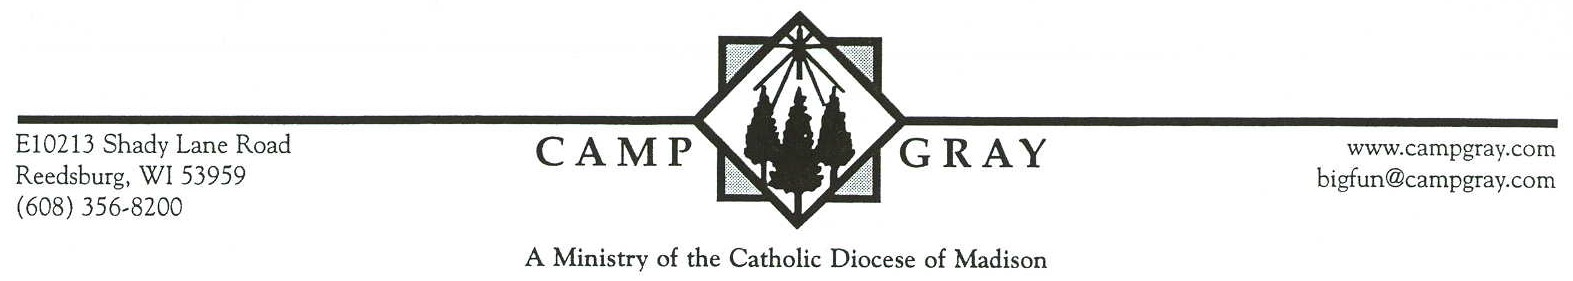 E10213 Shady Lane Road
Reedsburg, WI 53959
(608) 356-8200
CAMP GRAY
A Ministry of the Catholic Diocese of Madison
www.campgray.com
bigfun@campgray.com